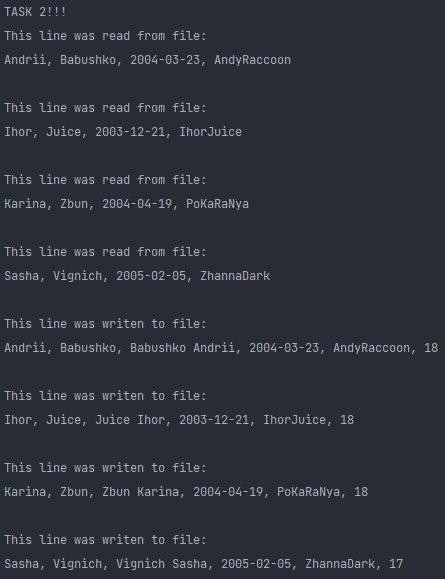 TASK 2!!!
This line was read from file:
Andrii, Babushko, 2004-03-23, AndyRaccoon
This line was read from file:
Ihor, Juice, 2003-12-21, IhorJuice
This line was read from file:
Karina, Zbun, 2004-04-19, PoKaRaNya
This line was read from file:
Sasha, Vignich, 2005-02-05, ZhannaDark
This line was writen to file:
Andrii, Babushko, Babushko Andrii, 2004-03-23, AndyRaccoon, 18
This line was writen to file:
Ihor, Juice, Juice Ihor, 2003-12-21, IhorJuice, 18
This line was writen to file:
Karina, Zbun, Zbun Karina, 2004-04-19, PoKaRaNya, 18
This line was writen to file:
Sasha, Vignich, Vignich Sasha, 2005-02-05, ZhannaDark, 17